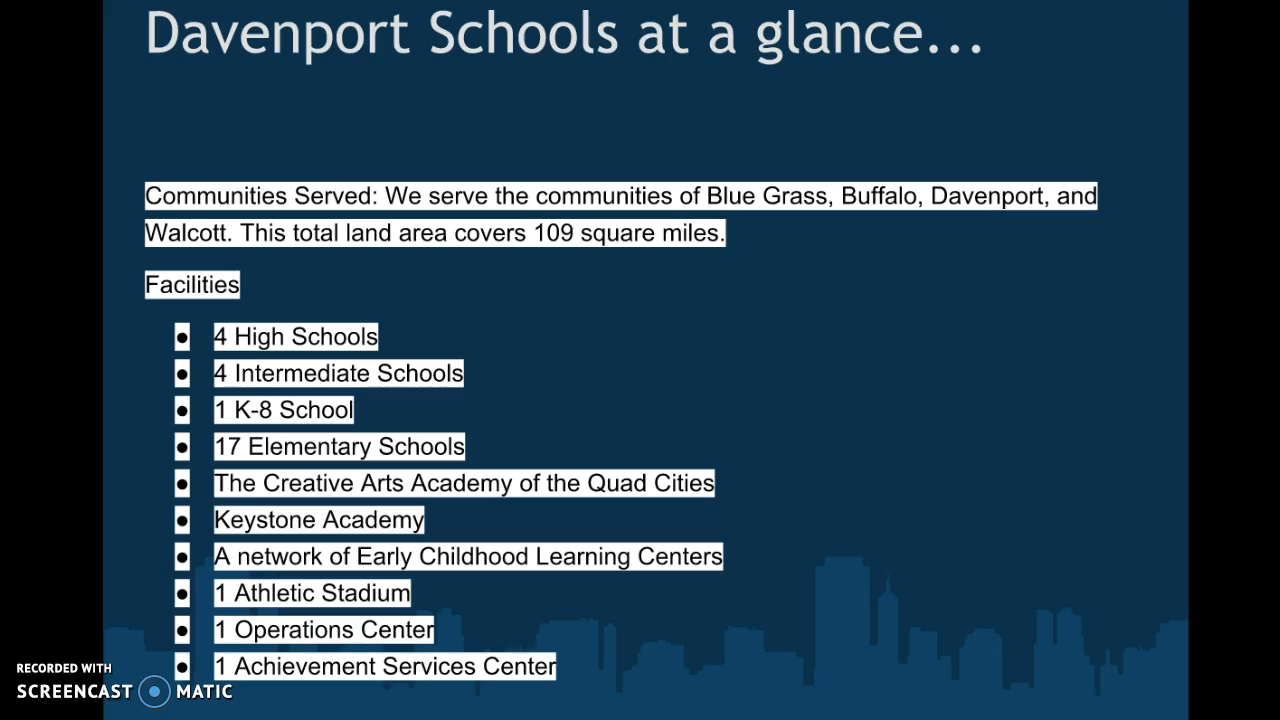 Davenport Schools at a glance...
Communities Served: We serve the communities of Blue Grass, Buffalo, Davenport, and
Walcott. This total land area covers 109 square miles.
Facilities
● 4 High Schools
● 4 Intermediate Schools
● 1 K-8 School
● 17 Elementary Schools
● The Creative Arts Academy of the Quad Cities
● Keystone Academy
● A network of Early Childhood Learning Centers
● 1 Athletic Stadium
● 1 Operations Center
● 1 Achievement Services Center
RECORDED WITH
SCREENCAST MATIC